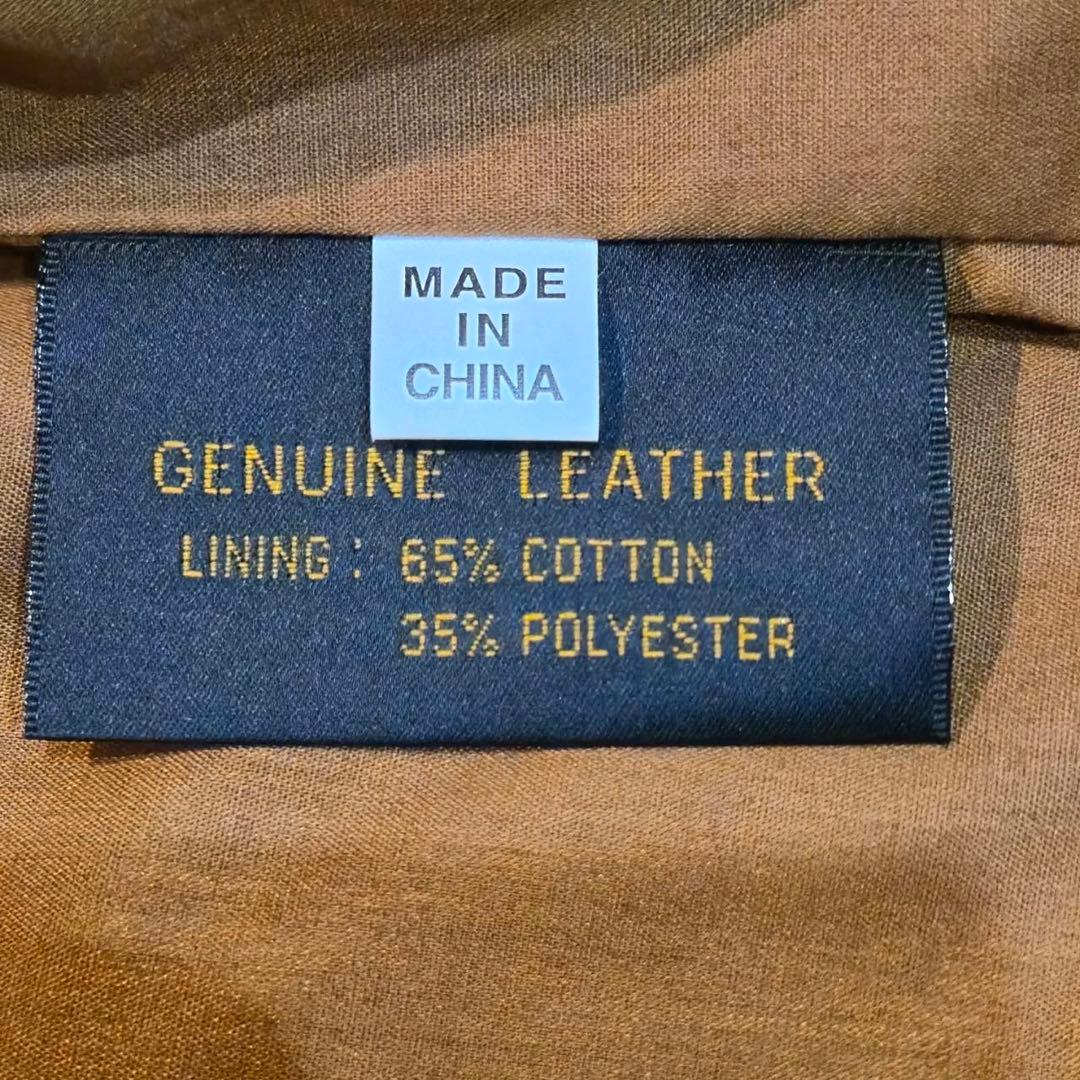 MADE
IN
CHINA
GENUINE LEATHER
LINING: 65% COTTON
35% POLYESTER